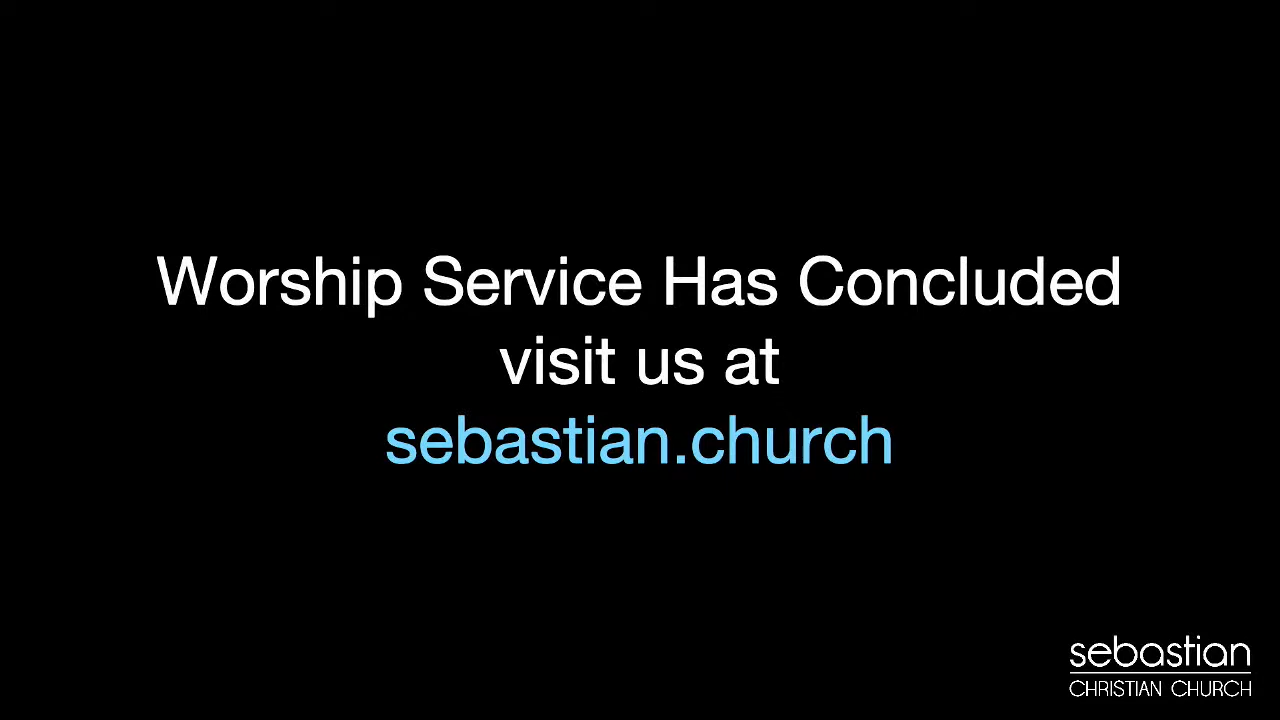 Worship Service Has Concluded
visit us at
sebastian.church
sebastian
CHRISTIAN CHURCH